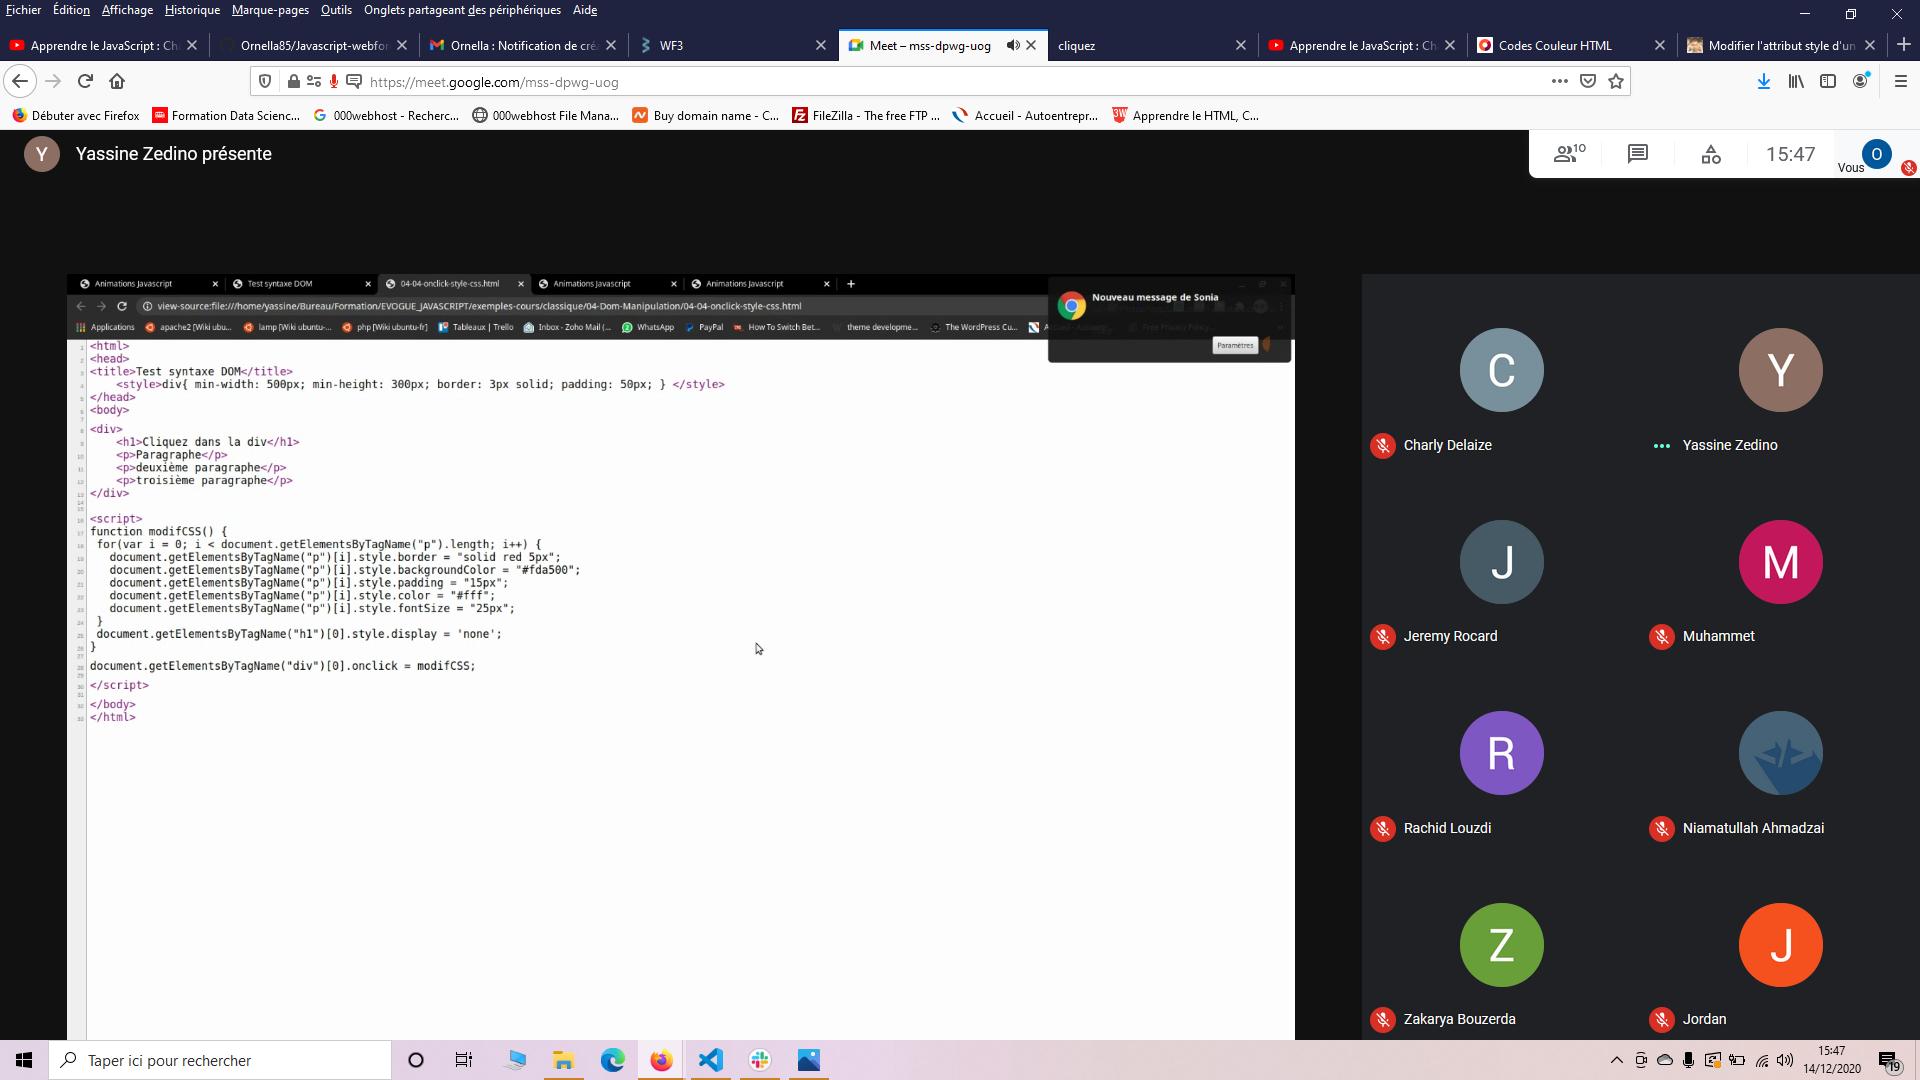 Fichier Édition Affichage Historique Marque-pages Outils Onglets partageant des périphériques Aide
Apprendre le JavaScript : Ch
Ornella85/Javascript-webfor
Ornella : Notification de cré
WF3
Meet – mss-dpwg-uog
cliquez
Apprendre le JavaScript : Ch
Codes Couleur HTML
Modifier l'attribut style d'un
https://meet.google.com/mss-dpwg-uog
Débuter avec Firefox
Formation Data Scienc...
000webhost - Recherc...
000webhost File Mana...
Buy domain name - C...
FileZilla - The free FTP ...
Accueil - Autoentrepr...
Apprendre le HTML, C...
Y
Yassine Zedino présente
10
15:47
Vous
O
Animations Javascript
Test syntaxe DOM
04-04-onclick-style-css.html
Animations Javascript
Animations Javascript
view-source:file:///home/yassine/Bureau/Formation/EVOGUE_JAVASCRIPT/exemples-cours/classique/04-Dom-Manipulation/04-04-onclick-style-css.html
Applications
apache2 [Wiki ubu...
lamp [Wiki ubuntu-...
php [Wiki ubuntu-fr]
Tableaux | Trello
Inbox - Zoho Mail (...
WhatsApp
PayPal
How To Switch Bet...
theme developme...
The WordPress Cu...
Nouveau message de Sonia
Paramètres
<html>
<head>
<title>Test syntaxe DOM</title>
<style>div{ min-width: 500px; min-height: 300px; border: 3px solid; padding: 50px; } </style>
</head>
<body>
<div>
<h1>Cliquez dans la div</h1>
<p>Paragraphe</p>
<p>deuxième paragraphe</p>
<p>troisième paragraphe</p>
</div>
<script>
function modifCSS() {
for(var i = 0; i < document.getElementsByTagName("p").length; i++) {
document.getElementsByTagName("p")[i].style.border = "solid red 5px";
document.getElementsByTagName("p")[i].style.backgroundColor = "#fda500";
document.getElementsByTagName("p")[i].style.padding = "15px";
document.getElementsByTagName("p")[i].style.color = "#fff";
document.getElementsByTagName("p")[i].style.fontSize = "25px";
}
document.getElementsByTagName("h1")[0].style.display = 'none';
}
document.getElementsByTagName("div")[0].onclick = modifCSS;
</script>
</body>
</html>
C
Charly Delaize
Y
Yassine Zedino
J
Jeremy Rocard
M
Muhammet
R
Rachid Louzdi
Niamatullah Ahmadzai
Z
Zakarya Bouzerda
J
Jordan
Taper ici pour rechercher
15:47
14/12/2020
19